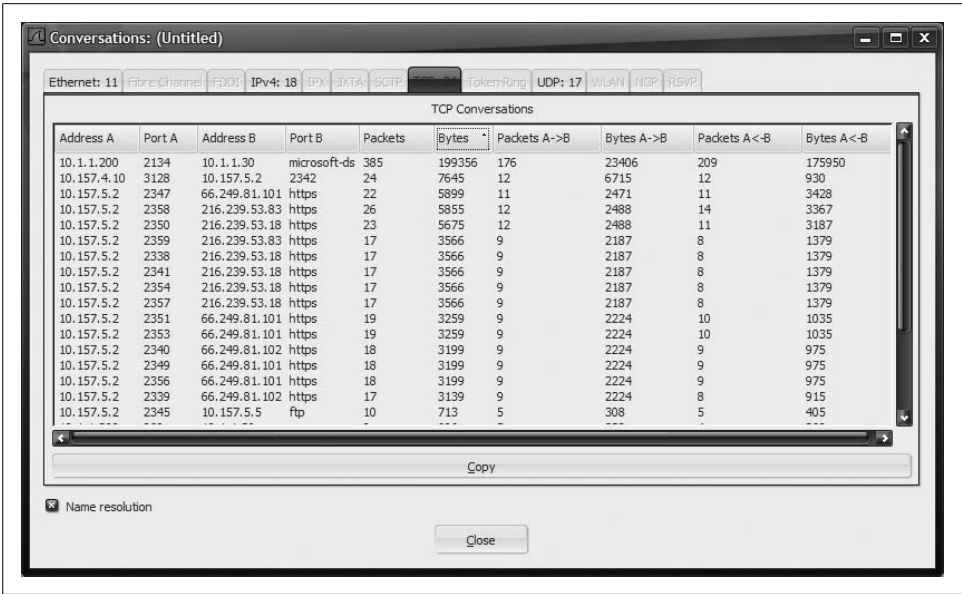 Conversations: (Untitled)
Ethernet: 11 Fibre Channel FDDI IPv4: 18 IPX JXTA SCTP Token Ring UDP: 17 WLAN NCP RSVP
TCP Conversations
Address A Port A Address B Port B Packets Bytes Packets A->B Bytes A->B Packets A<-B Bytes A<-B
10.1.1.200 2134 10.1.1.30 microsoft-ds 385 199356 176 23406 209 175950
10.157.4.10 3128 10.157.5.2 2342 24 7645 12 6715 12 930
10.157.5.2 2347 66.249.81.101 https 22 5899 11 2471 11 3428
10.157.5.2 2358 216.239.53.83 https 26 5855 12 2488 14 3367
10.157.5.2 2350 216.239.53.18 https 23 5675 12 2488 11 3187
10.157.5.2 2359 216.239.53.83 https 17 3566 9 2187 8 1379
10.157.5.2 2338 216.239.53.18 https 17 3566 9 2187 8 1379
10.157.5.2 2341 216.239.53.18 https 17 3566 9 2187 8 1379
10.157.5.2 2354 216.239.53.18 https 17 3566 9 2187 8 1379
10.157.5.2 2357 216.239.53.18 https 17 3566 9 2187 8 1379
10.157.5.2 2351 66.249.81.101 https 19 3259 9 2224 10 1035
10.157.5.2 2353 66.249.81.101 https 19 3259 9 2224 10 1035
10.157.5.2 2340 66.249.81.102 https 18 3199 9 2224 9 975
10.157.5.2 2349 66.249.81.101 https 18 3199 9 2224 9 975
10.157.5.2 2356 66.249.81.101 https 18 3199 9 2224 9 975
10.157.5.2 2339 66.249.81.102 https 17 3139 9 2224 8 915
10.157.5.2 2345 10.157.5.5 ftp 10 713 5 308 5 405
Copy
Name resolution
Close